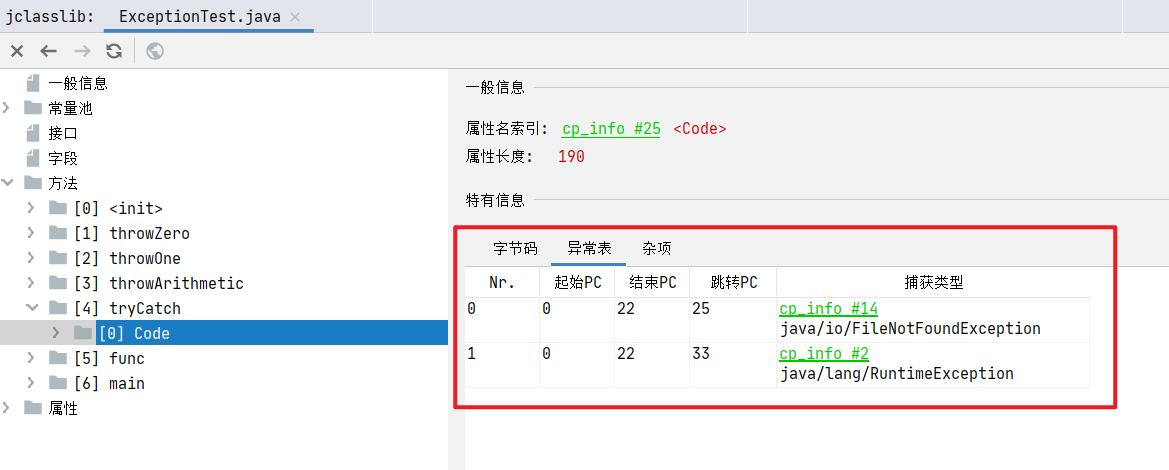 jclasslib: ExceptionTest.java
一般信息
常量池
接口
字段
方法
[0] <init>
[1] throwZero
[2] throwOne
[3] throwArithmetic
[4] tryCatch
[0] Code
[5] func
[6] main
属性
一般信息
属性名索引: cp_info #25 <Code>
属性长度: 190
特有信息
字节码 异常表 杂项
Nr. 起始PC 结束PC 跳转PC 捕获类型
0 0 22 25 cp_info #14
java/io/FileNotFoundException
1 0 22 33 cp_info #2
java/lang/RuntimeException